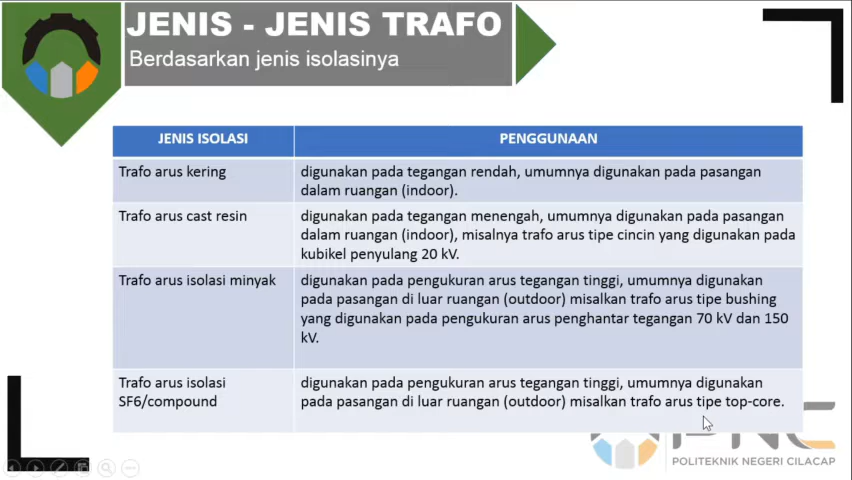 JENIS - JENIS TRAFO
Berdasarkan jenis isolasinya
JENIS ISOLASI
PENGGUNAAN
Trafo arus kering
digunakan pada tegangan rendah, umumnya digunakan pada pasangan
dalam ruangan (indoor).
Trafo arus cast resin
digunakan pada tegangan menengah, umumnya digunakan pada pasangan
dalam ruangan (indoor), misalnya trafo arus tipe cincin yang digunakan pada
kubikel penyulang 20 kV.
Trafo arus isolasi minyak
digunakan pada pengukuran arus tegangan tinggi, umumnya digunakan
pada pasangan di luar ruangan (outdoor) misalkan trafo arus tipe bushing
yang digunakan pada pengukuran arus penghantar tegangan 70 kV dan 150
kV.
Trafo arus isolasi
SF6/compound
digunakan pada pengukuran arus tegangan tinggi, umumnya digunakan
pada pasangan di luar ruangan (outdoor) misalkan trafo arus tipe top-core.
PNC
POLITEKNIK NEGERI CILACAP